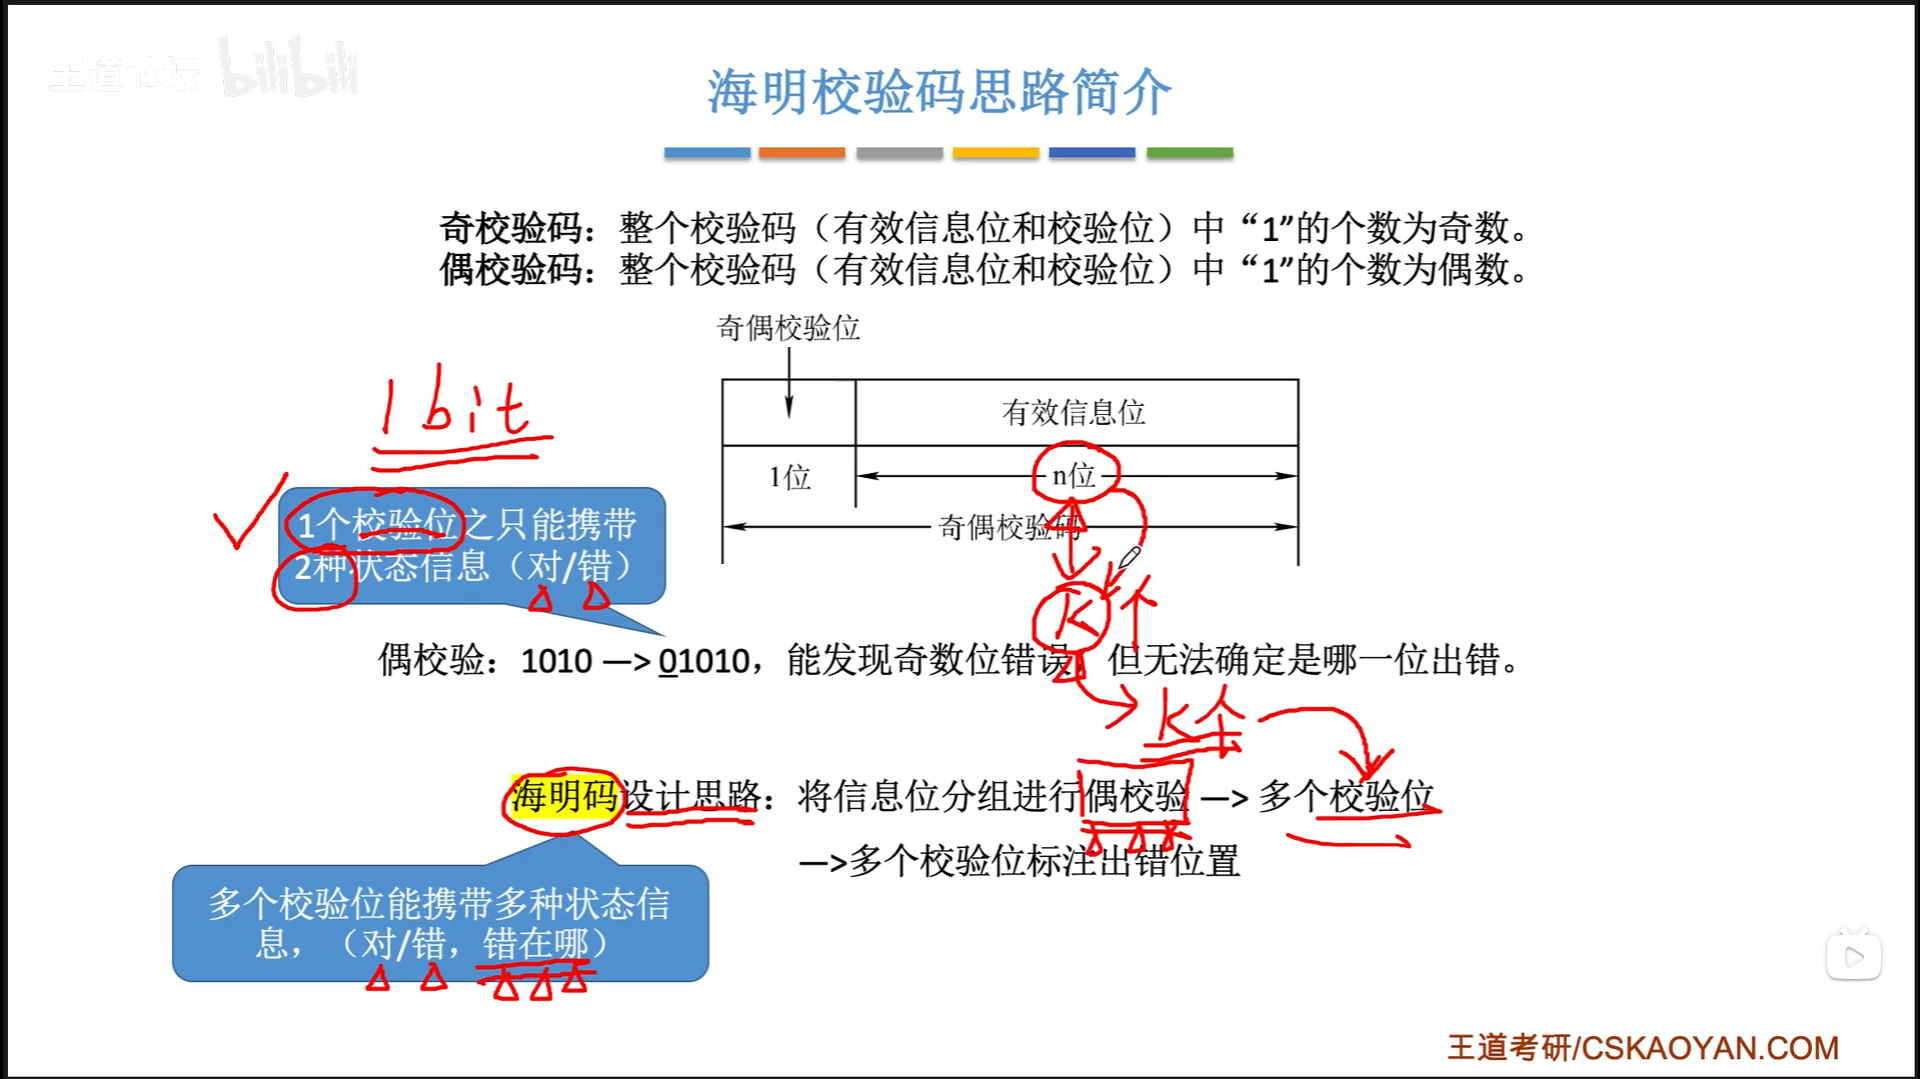 王道论坛 bilibili
海明校验码思路简介
奇校验码：整个校验码（有效信息位和校验位）中“1”的个数为奇数。
偶校验码：整个校验码（有效信息位和校验位）中“1”的个数为偶数。
奇偶校验位
有效信息位
1位
n位
奇偶校验码
1bit
1个校验位之只能携带
2种状态信息（对/错）
K个
偶校验：1010 —> 01010，能发现奇数位错误，但无法确定是哪一位出错。
K个
海明码设计思路：将信息位分组进行偶校验 —> 多个校验位
—>多个校验位标注出错位置
多个校验位能携带多种状态信
息，（对/错，错在哪）
王道考研/CSKAOYAN.COM